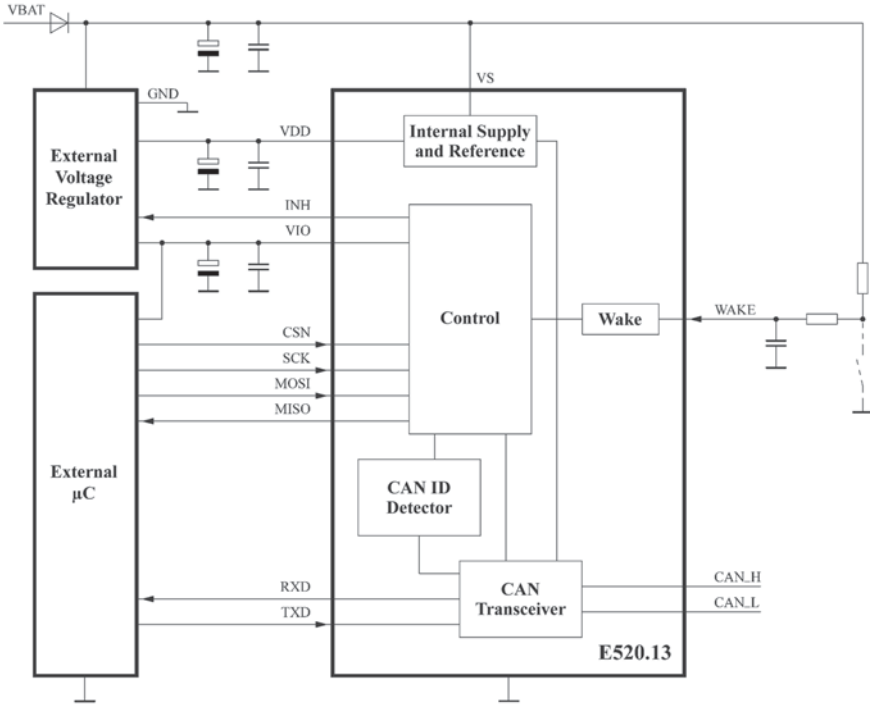 VBAT
VS
GND
VDD
Internal Supply
and Reference
External
Voltage
Regulator
INH
VIO
Control
Wake
WAKE
CSN
SCK
MOSI
MISO
External
µC
CAN ID
Detector
CAN
Transceiver
RXD
TXD
CAN_H
CAN_L
E520.13